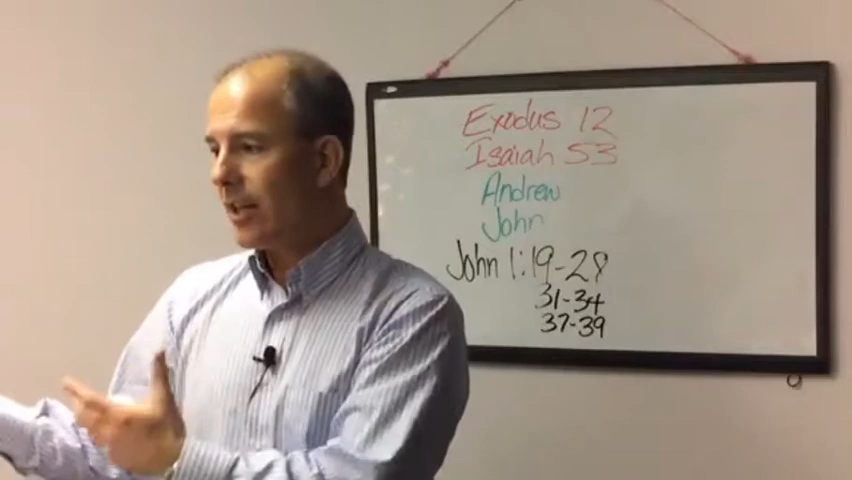 Exodus 12
Isaiah 53
Andrew
John
John 1:19-28
31-34
37-39